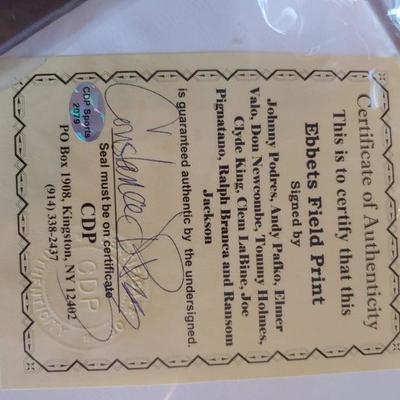 Certificate of Authenticity
This is to certify that this
Ebbets Field Print
Signed by
Johnny Podres, Andy Pafko, Elmer
Valo, Don Newcombe, Tommy Holmes,
Clyde King, Clem LaBine, Joe
Pignatano, Ralph Branca and Ransom
Jackson
is guaranteed authentic by the undersigned.
Seal must be on certificate
CDP
PO Box 1908, Kingston, NY 12402
(914) 338-2437
CDP Sports
2079
CDP